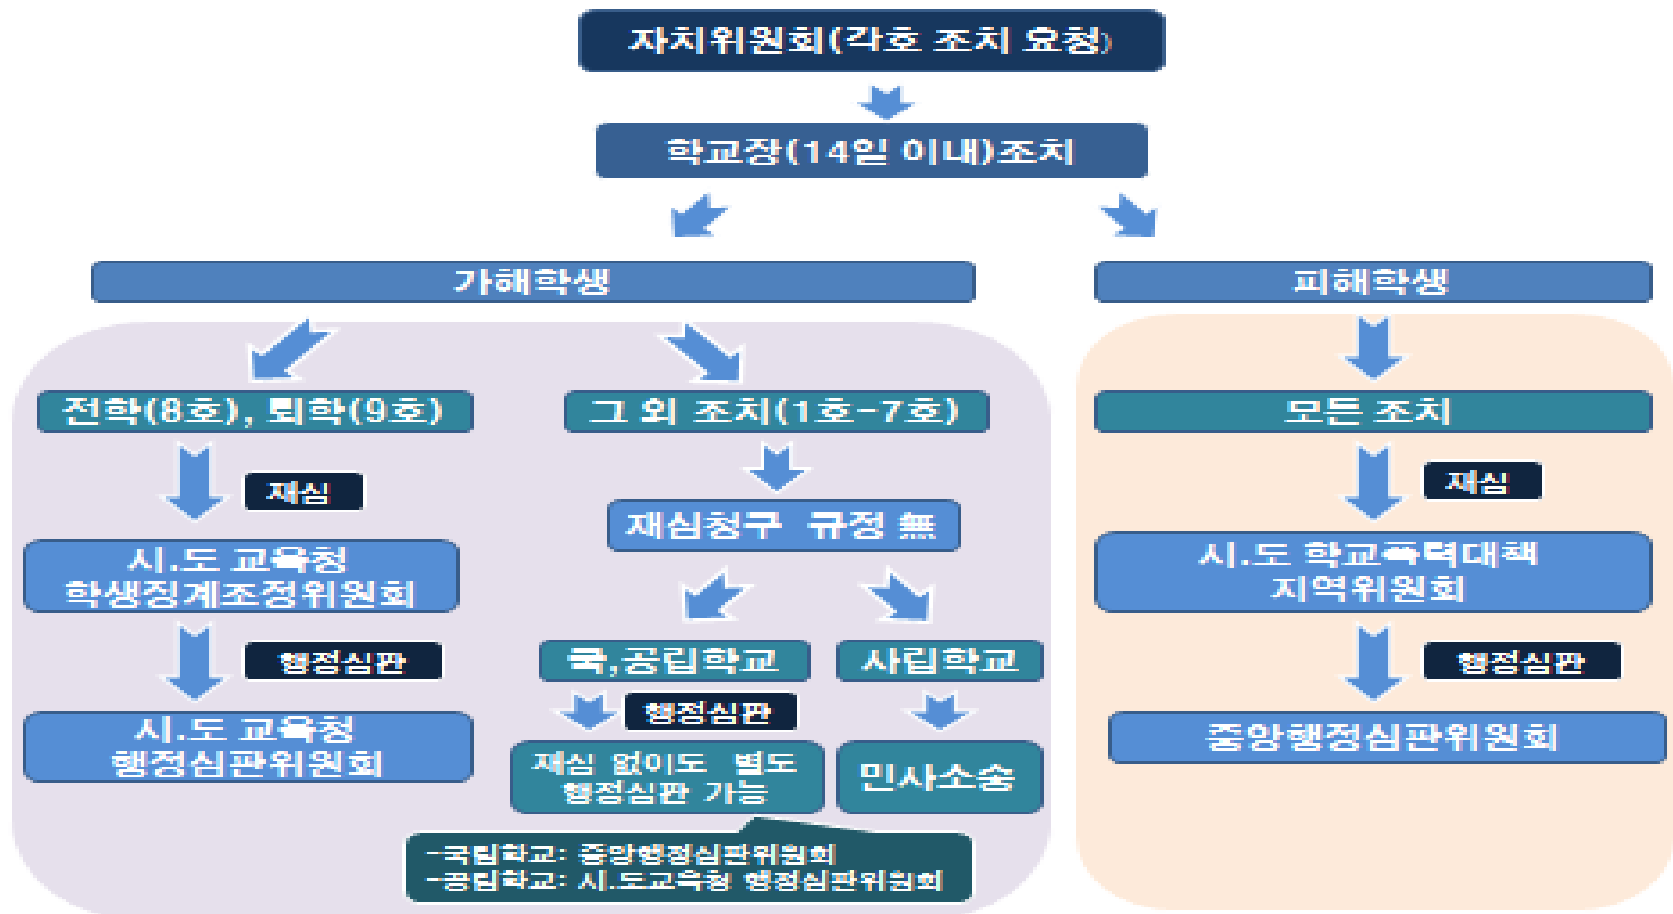 자치위원회(각호 조치 요청)
학교장(14일 이내)조치
가해학생
피해학생
전학(8호), 퇴학(9호)
그 외 조치(1호-7호)
모든 조치
재심
재심청구 규정 無
재심
시.도 교육청
학생징계조정위원회
시.도 학교폭력대책
지역위원회
행정심판
국,공립학교
사립학교
행정심판
시.도 교육청
행정심판위원회
행정심판
재심 없이도 별도
행정심판 가능
민사소송
중앙행정심판위원회
-국립학교: 중앙행정심판위원회
-공립학교: 시.도교육청 행정심판위원회